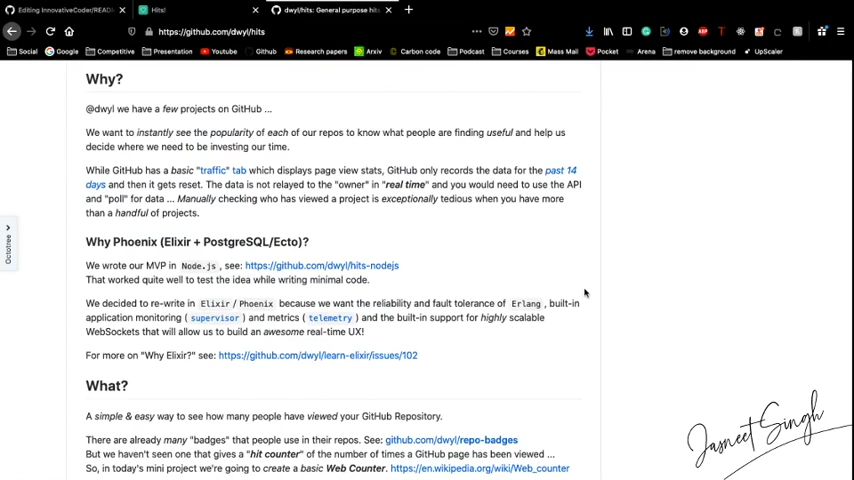 Editing InnovativeCoder/READM
Hits!
dwyl/hits: General purpose hits
https://github.com/dwyl/hits
Social Google Competitive Presentation YouTube Github Research papers Arxiv Carbon code Podcast Courses Mass Mail Pocket Arena remove background UpScaler
Why?
@dwyl we have a few projects on GitHub ...
We want to instantly see the popularity of each of our repos to know what people are finding useful and help us
decide where we need to be investing our time.
While GitHub has a basic "traffic" tab which displays page view stats, GitHub only records the data for the past 14
days and then it gets reset. The data is not relayed to the "owner" in "real time" and you would need to use the API
and "poll" for data ... Manually checking who has viewed a project is exceptionally tedious when you have more
than a handful of projects.
Why Phoenix (Elixir + PostgreSQL/Ecto)?
We wrote our MVP in Node.js, see: https://github.com/dwyl/hits-nodejs
That worked quite well to test the idea while writing minimal code.
We decided to re-write in Elixir / Phoenix because we want the reliability and fault tolerance of Erlang, built-in
application monitoring (supervisor) and metrics (telemetry) and the built-in support for highly scalable
WebSockets that will allow us to build an awesome real-time UX!
For more on "Why Elixir?" see: https://github.com/dwyl/learn-elixir/issues/102
What?
A simple & easy way to see how many people have viewed your GitHub Repository.
There are already many "badges" that people use in their repos. See: github.com/dwyl/repo-badges
But we haven't seen one that gives a "hit counter" of the number of times a GitHub page has been viewed ...
So, in today's mini project we're going to create a basic Web Counter. https://en.wikipedia.org/wiki/Web_counter
Octotree
Jasneet Singh